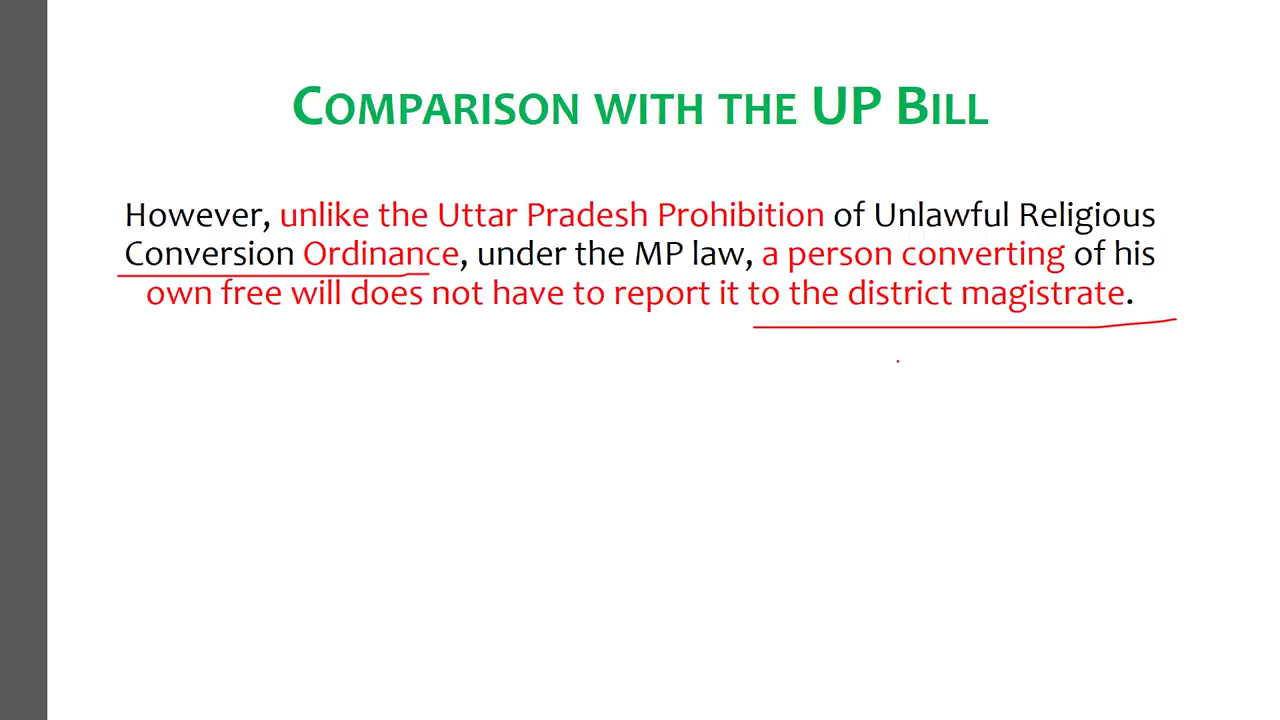 COMPARISON WITH THE UP BILL
However, unlike the Uttar Pradesh Prohibition of Unlawful Religious
Conversion Ordinance, under the MP law, a person converting of his
own free will does not have to report it to the district magistrate.